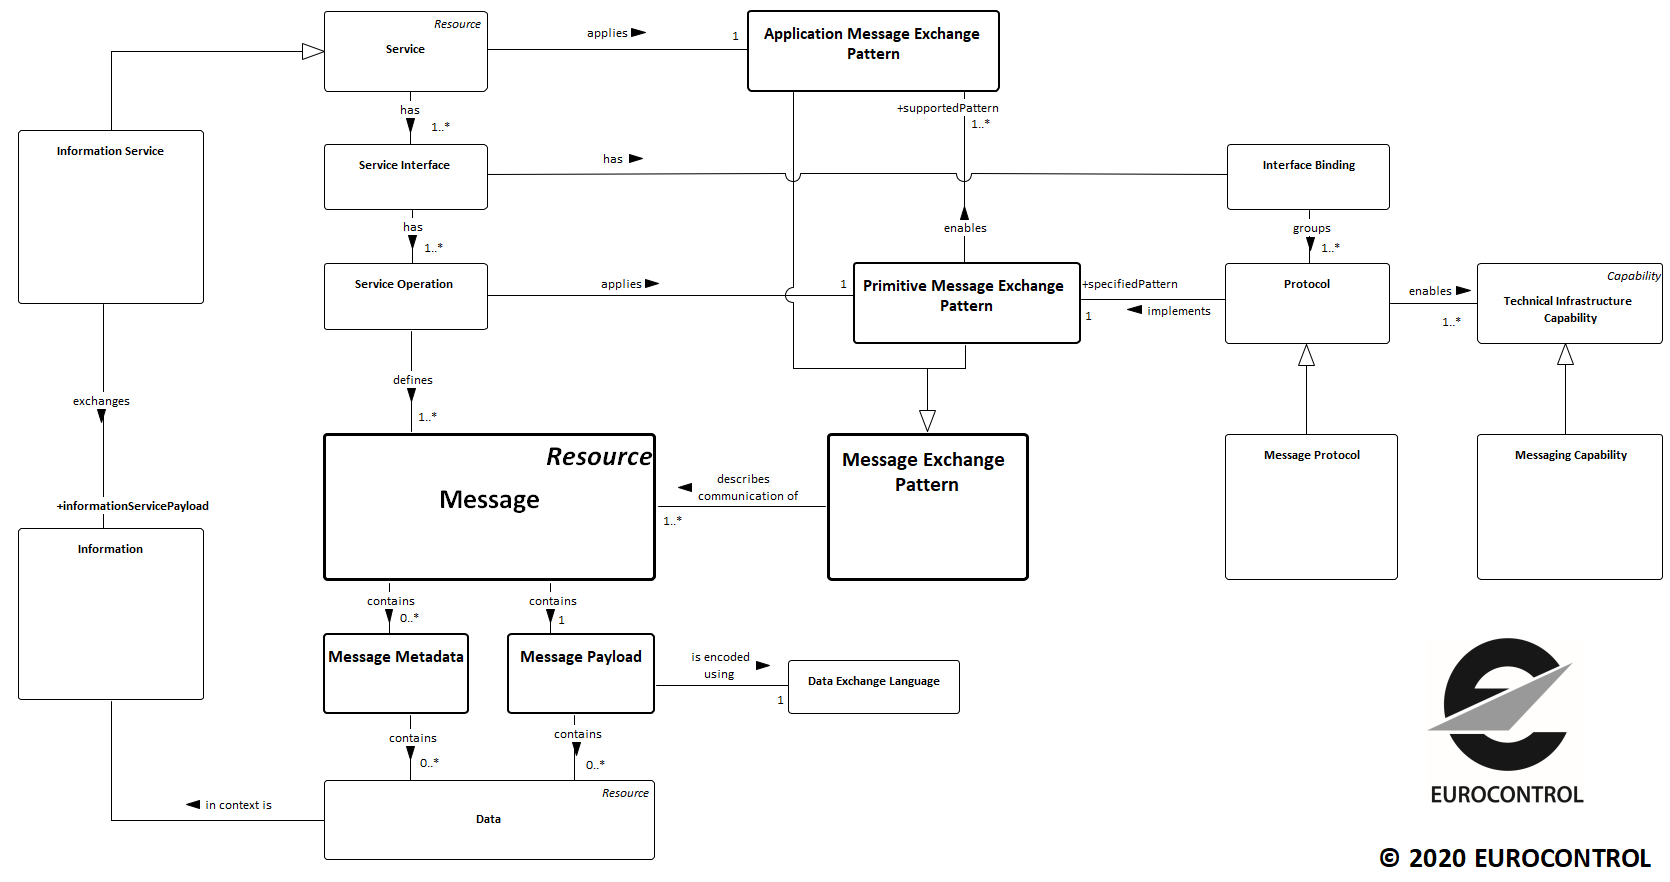 Resource
Service
applies
1
Application Message Exchange
Pattern
has
1..*
+supportedPattern
1..*
Information Service
Service Interface
has
Interface Binding
has
1..*
enables
groups
1..*
Service Operation
applies
1
Primitive Message Exchange
Pattern
+specifiedPattern
1
implements
Protocol
enables
1..*
Capability
Technical Infrastructure
Capability
defines
1..*
exchanges
+informationServicePayload
Resource
Message
describes
communication of
1..*
Message Exchange
Pattern
Message Protocol
Messaging Capability
Information
contains
0..*
contains
1
Message Metadata
Message Payload
is encoded
using
1
Data Exchange Language
contains
0..*
contains
0..*
in context is
Resource
Data
EUROCONTROL
© 2020 EUROCONTROL